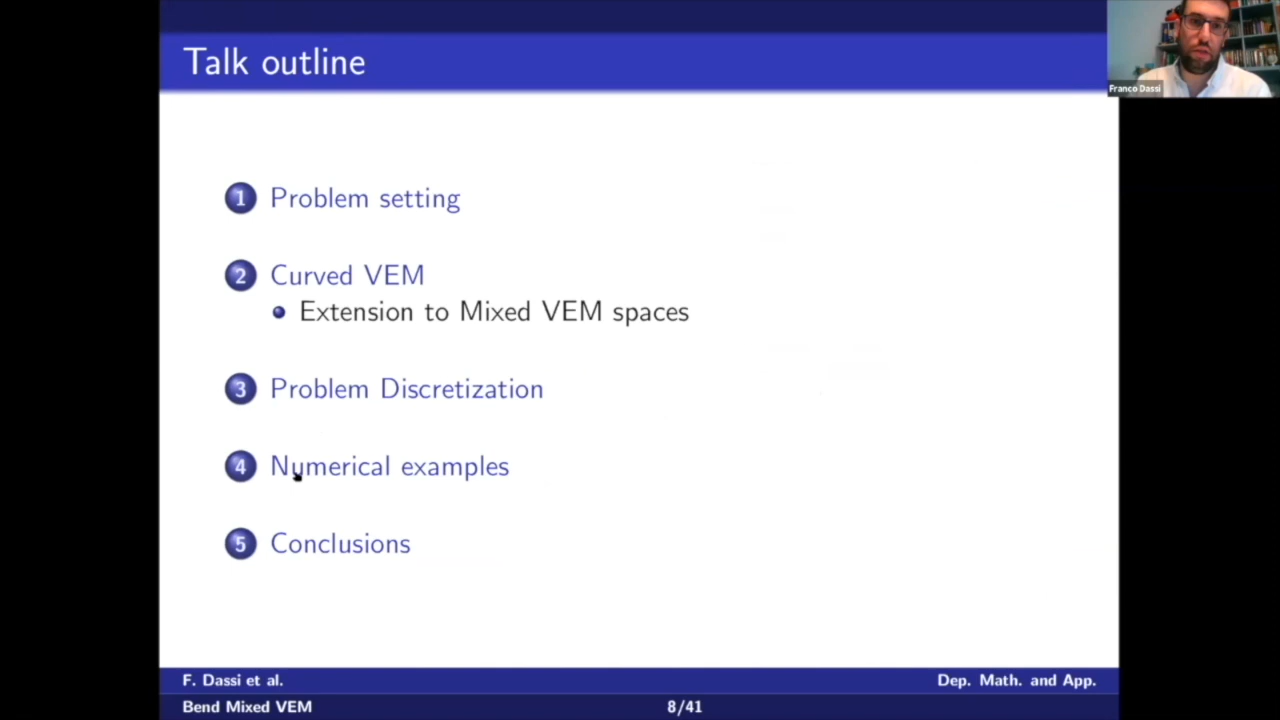 Talk outline
Franco Dassi
1 Problem setting
2 Curved VEM
Extension to Mixed VEM spaces
3 Problem Discretization
4 Numerical examples
5 Conclusions
F. Dassi et al.
Dep. Math. and App.
Bend Mixed VEM
8/41